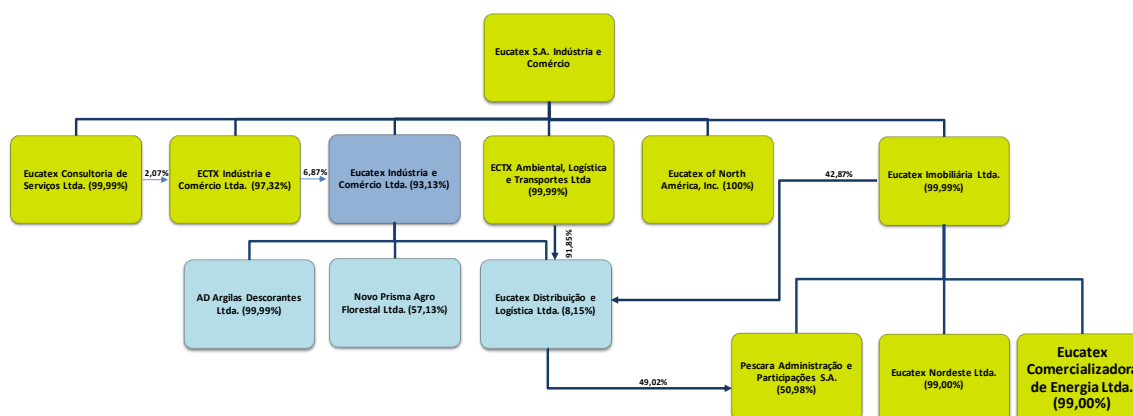 Eucatex S.A. Indústria e
Comércio
Eucatex Consultoria de
Serviços Ltda. (99,99%)
2,07%
ECTX Indústria e
Comércio Ltda. (97,32%)
6,87%
Eucatex Indústria e
Comércio Ltda. (93,13%)
ECTX Ambiental, Logística
e Transportes Ltda
(99,99%)
Eucatex of North
América, Inc. (100%)
42,87%
Eucatex Imobiliária Ltda.
(99,99%)
91,85%
AD Argilas Descorantes
Ltda. (99,99%)
Novo Prisma Agro
Florestal Ltda. (57,13%)
Eucatex Distribuição e
Logística Ltda. (8,15%)
49,02%
Pescara Administração e
Participações S.A.
(50,98%)
Eucatex Nordeste Ltda.
(99,00%)
Eucatex
Comercializadora
de Energia Ltda.
(99,00%)